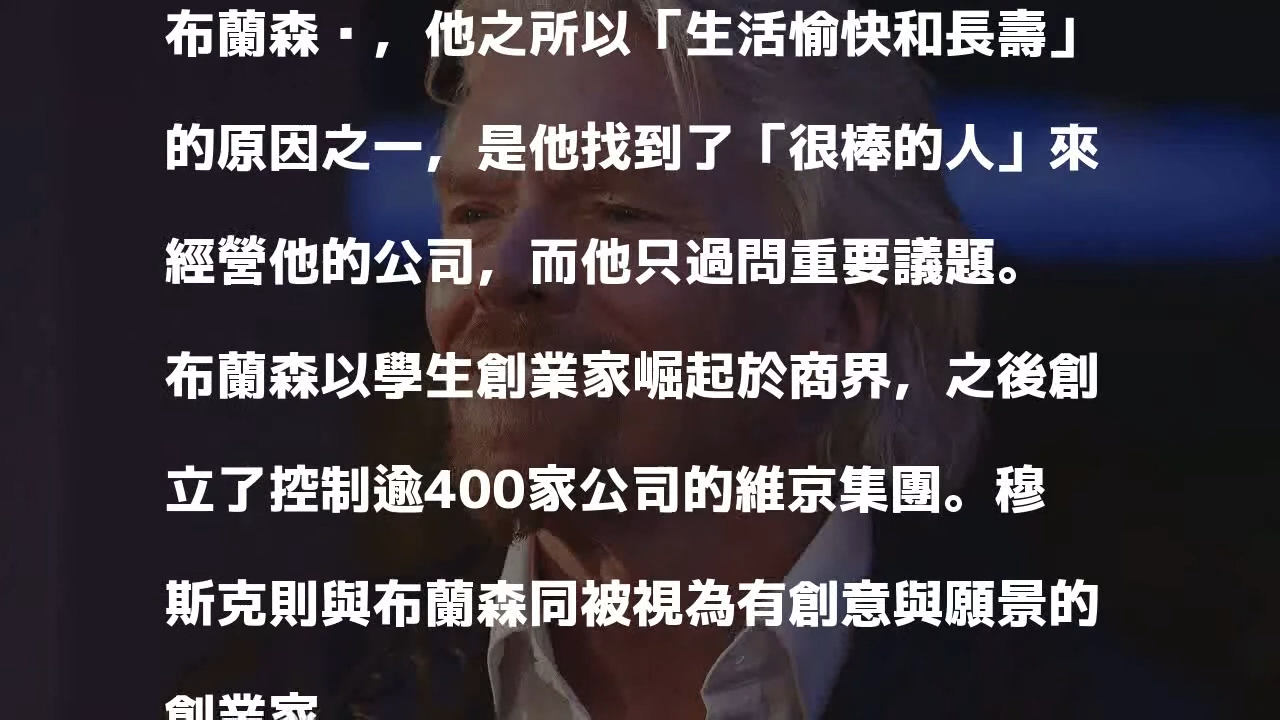 布蘭森·，他之所以「生活愉快和長壽」
的原因之一，是他找到了「很棒的人」來
經營他的公司，而他只過問重要議題。
布蘭森以學生創業家崛起於商界，之後創
立了控制逾400家公司的維京集團。穆
斯克則與布蘭森同被視為有創意與願景的
創業家